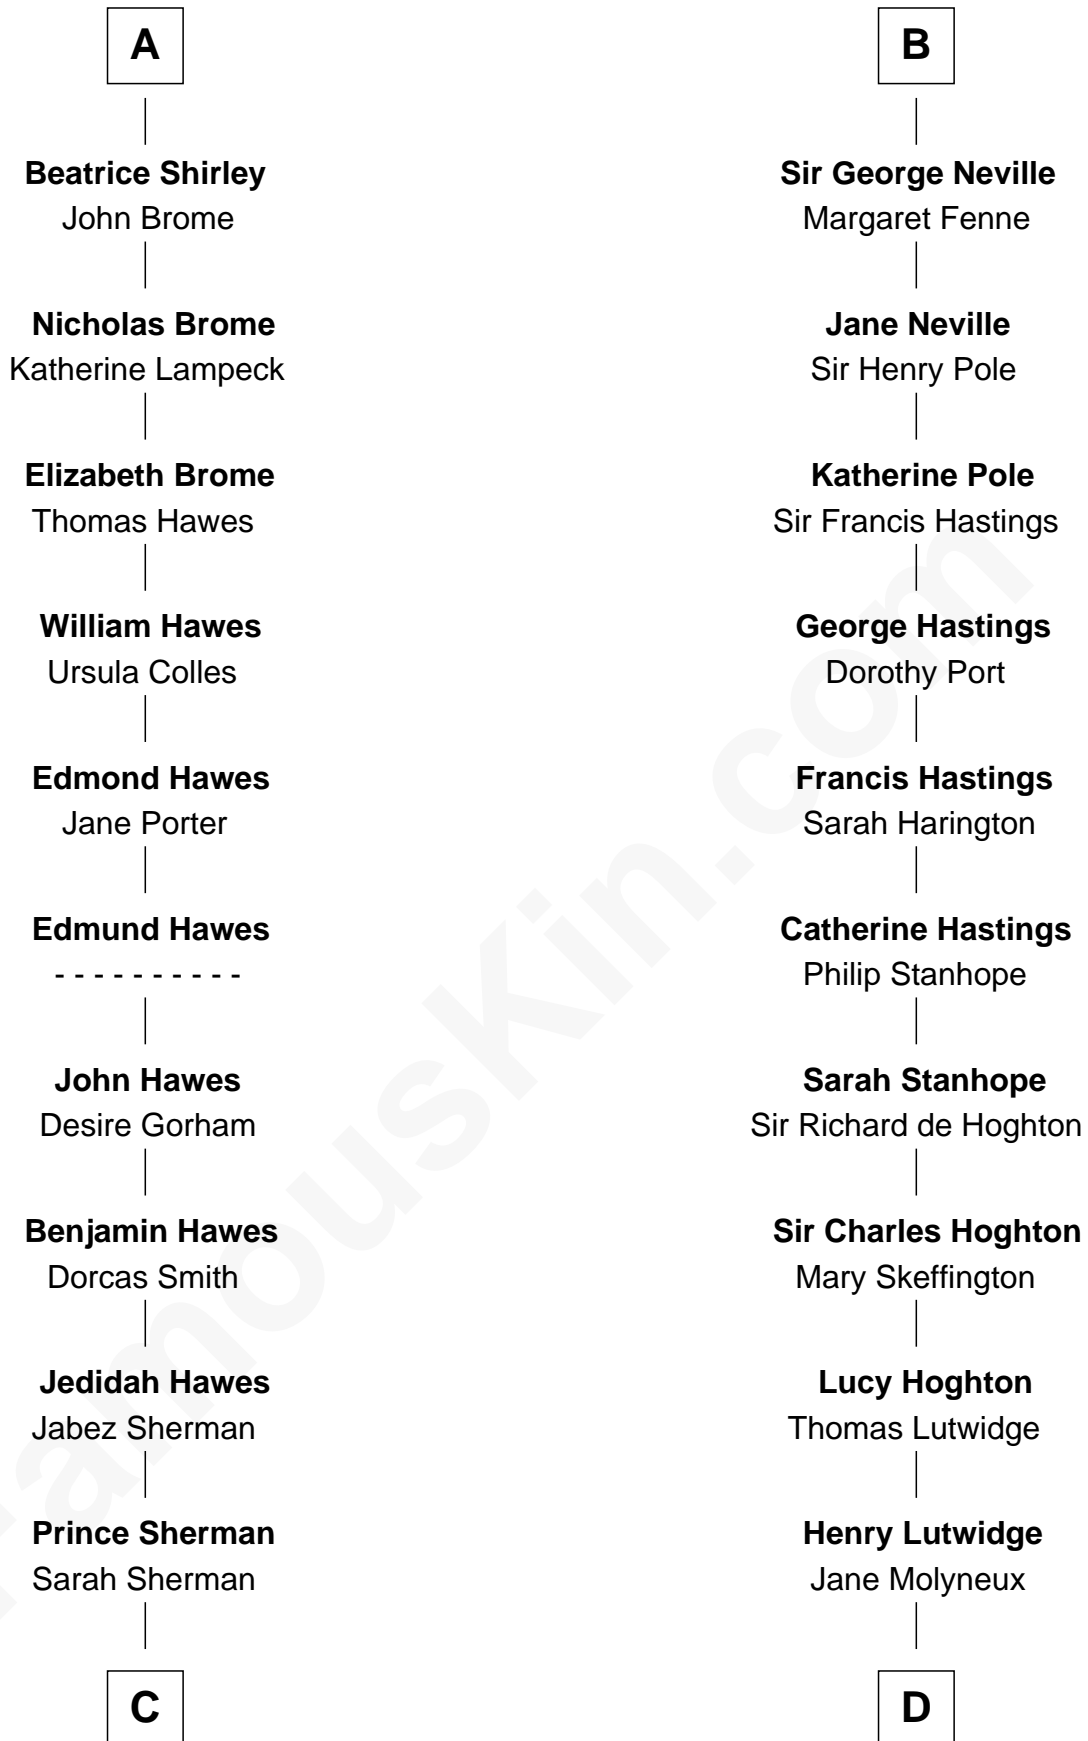 A
Beatrice Shirley
John Brome
Nicholas Brome
Katherine Lampeck
Elizabeth Brome
Thomas Hawes
William Hawes
Ursula Colles
Edmond Hawes
Jane Porter
Edmund Hawes
- - - - - - - - - -
John Hawes
Desire Gorham
Benjamin Hawes
Dorcas Smith
Jedidah Hawes
Jabez Sherman
Prince Sherman
Sarah Sherman
C
B
Sir George Neville
Margaret Fenne
Jane Neville
Sir Henry Pole
Katherine Pole
Sir Francis Hastings
George Hastings
Dorothy Port
Francis Hastings
Sarah Harington
Catherine Hastings
Philip Stanhope
Sarah Stanhope
Sir Richard de Hoghton
Sir Charles Hoghton
Mary Skeffington
Lucy Hoghton
Thomas Lutwidge
Henry Lutwidge
Jane Molyneux
D
FamousKin.com